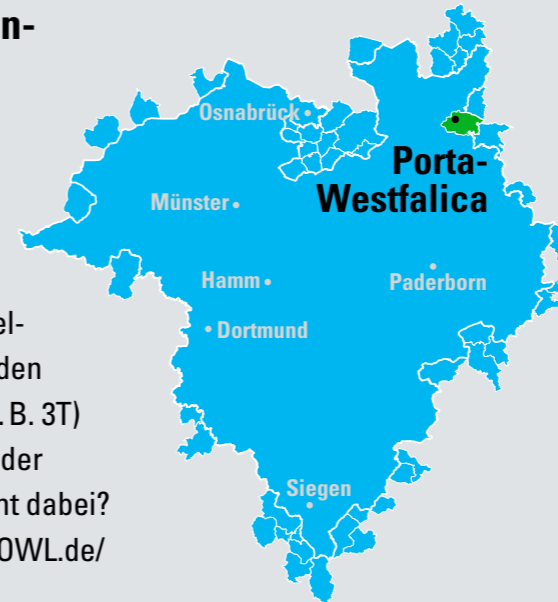 n-
Osnabrück
Porta-
Westfalica
Münster
Hamm
Paderborn
Dortmund
el-
den
. B. 3T)
der
nt dabei?
OWL.de/
Siegen